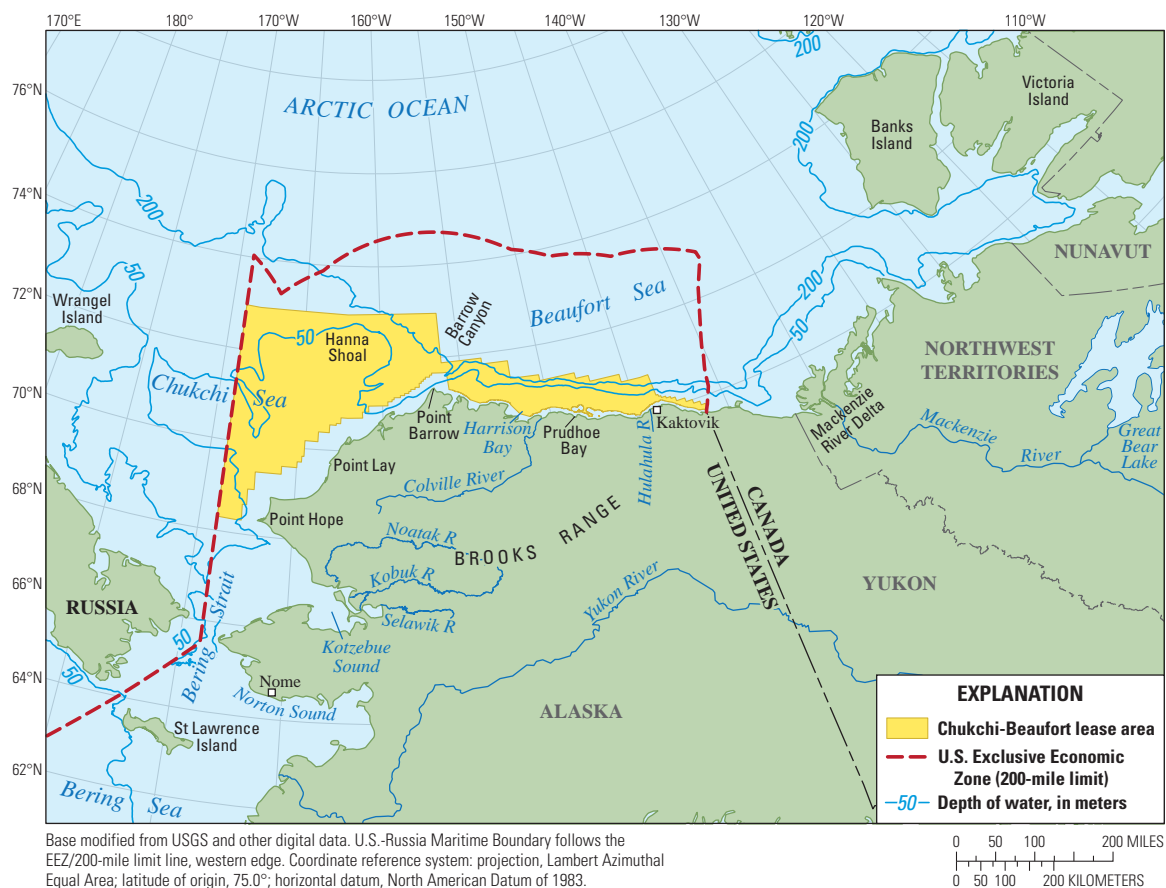 170°E 180° 170°W 160°W 150°W 140°W 130°W 120°W 110°W
76°N
74°N
72°N
70°N
68°N
66°N
64°N
62°N
ARCTIC OCEAN
200
200
200
200
50
50
50
50
50
50
Victoria
Island
Banks
Island
NUNAVUT
Wrangel
Island
Beaufort Sea
Barrow
Canyon
Hanna
Shoal
Chukchi Sea
NORTHWEST
TERRITORIES
Point
Barrow
Harrison
Bay
Prudhoe
Bay
Hulahula R
Kaktovik
Mackenzie
River Delta
Mackenzie River
Great
Bear
Lake
Point Lay
Colville River
Point Hope
Noatak R
BROOKS RANGE
CANADA
UNITED STATES
Kobuk R
Selawik R
Yukon River
YUKON
RUSSIA
Bering Strait
Kotzebue
Sound
Nome
Norton Sound
St Lawrence
Island
ALASKA
Bering Sea
EXPLANATION
Chukchi-Beaufort lease area
U.S. Exclusive Economic
Zone (200-mile limit)
50 Depth of water, in meters
Base modified from USGS and other digital data. U.S.-Russia Maritime Boundary follows the
EEZ/200-mile limit line, western edge. Coordinate reference system: projection, Lambert Azimuthal
Equal Area; latitude of origin, 75.0°; horizontal datum, North American Datum of 1983.
0 50 100 200 MILES
0 50 100 200 KILOMETERS